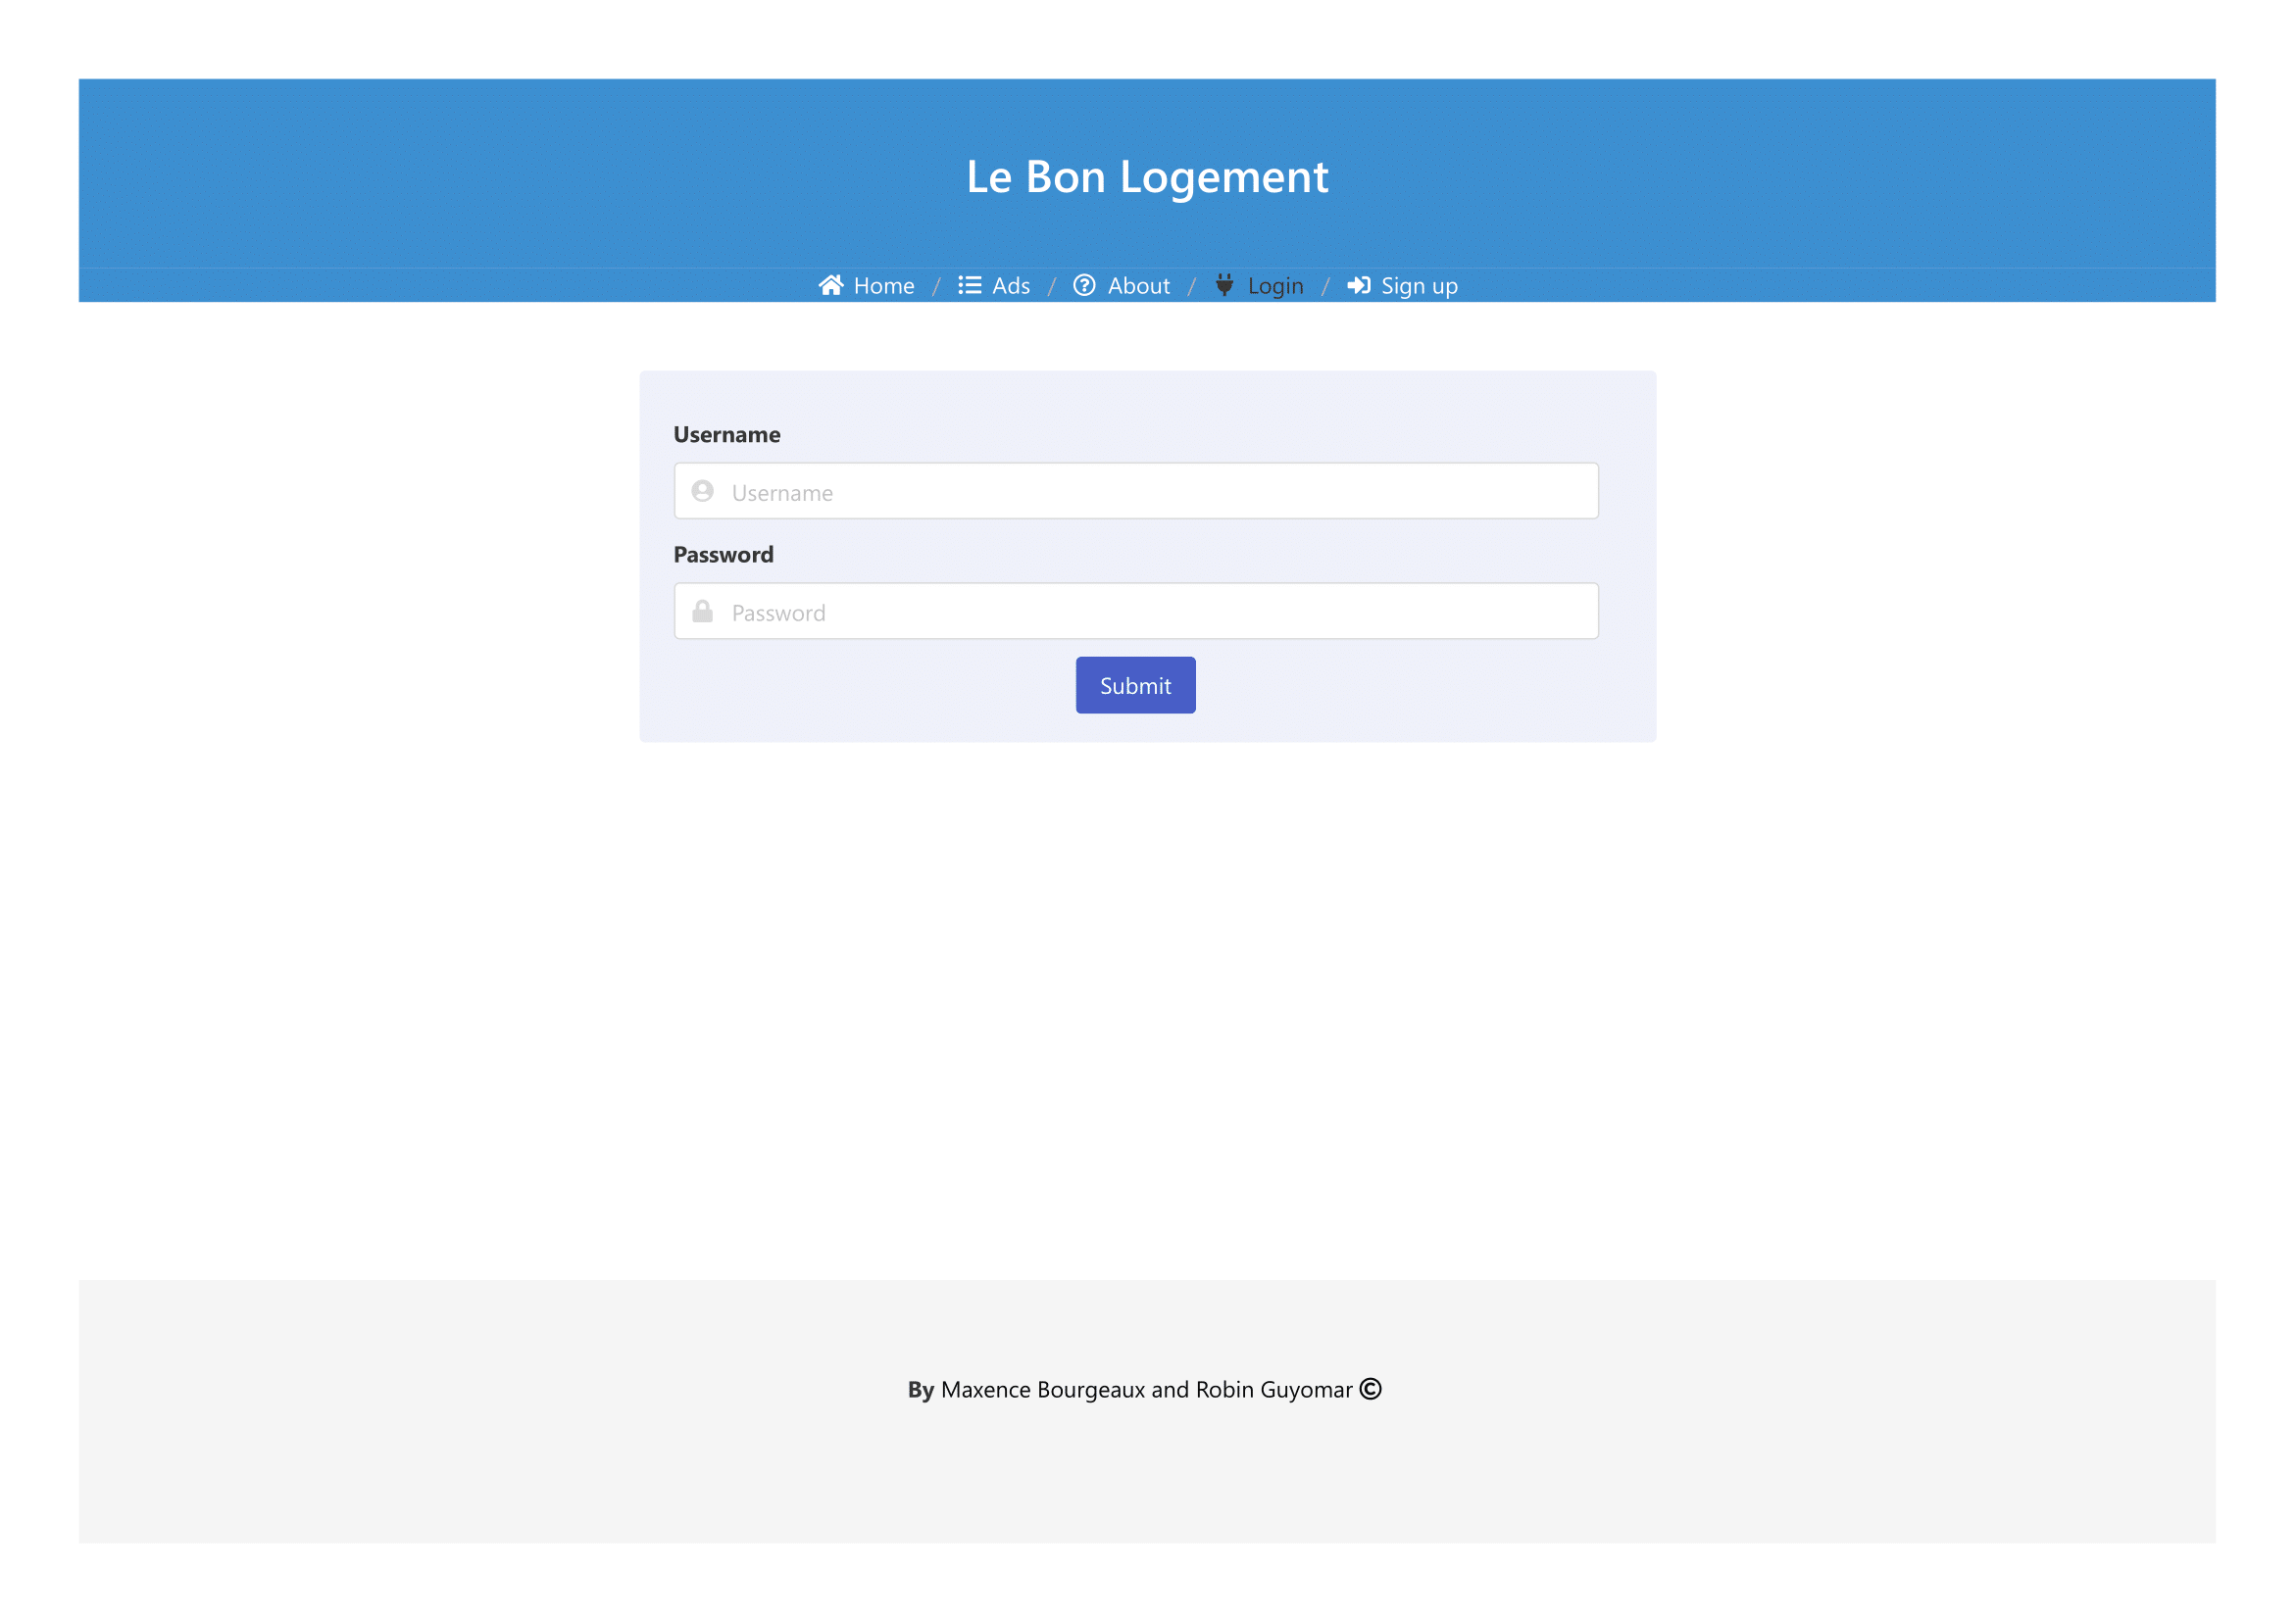 Le Bon Logement
Home / Ads / About / Login / Sign up
Username
Username
Password
Password
Submit
By Maxence Bourgeaux and Robin Guyomar ©